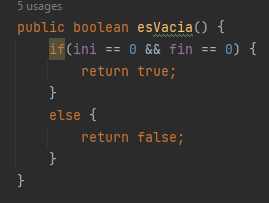 5 usages
public boolean esVacia() {
    if(ini == 0 && fin == 0) {
        return true;
    }
    else {
        return false;
    }
}